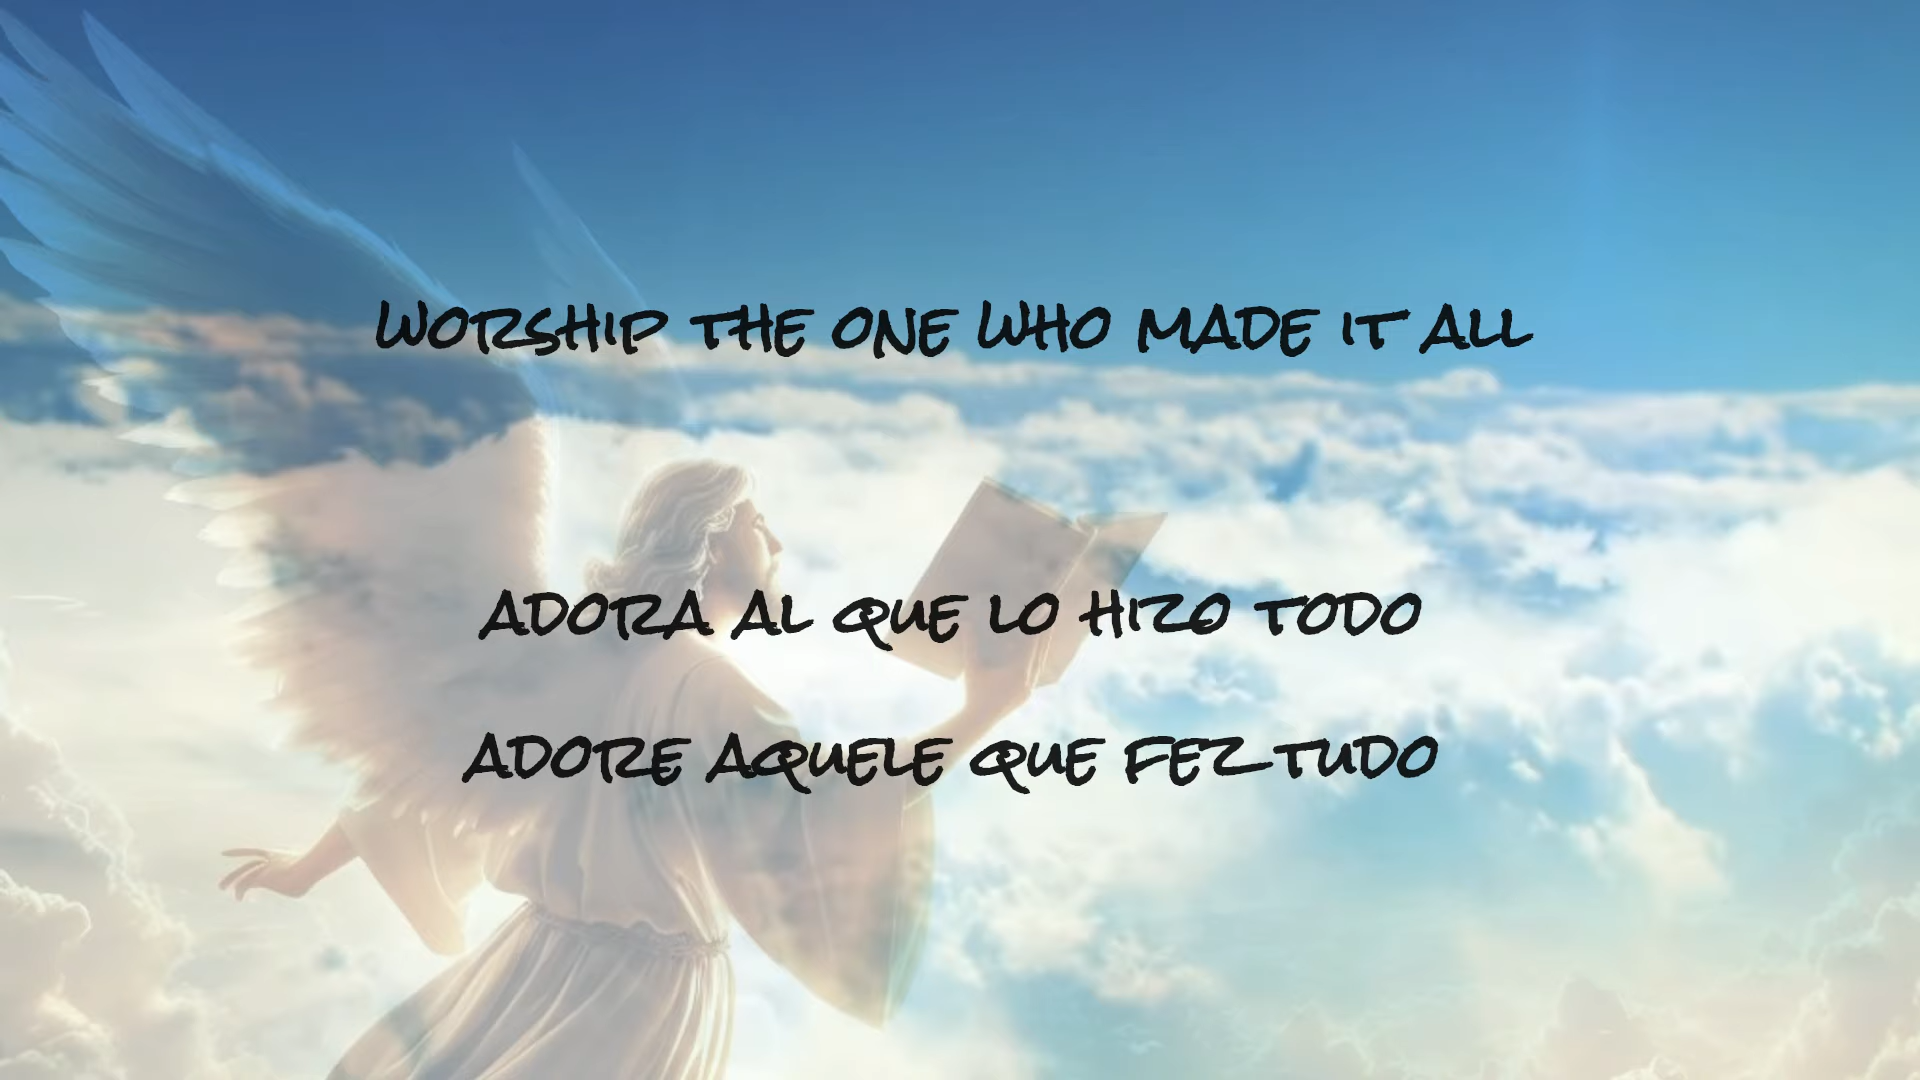 WORSHIP THE ONE WHO MADE IT ALL
ADORA AL QUE LO HIZO TODO
ADORE AQUELE QUE FEZ TUDO